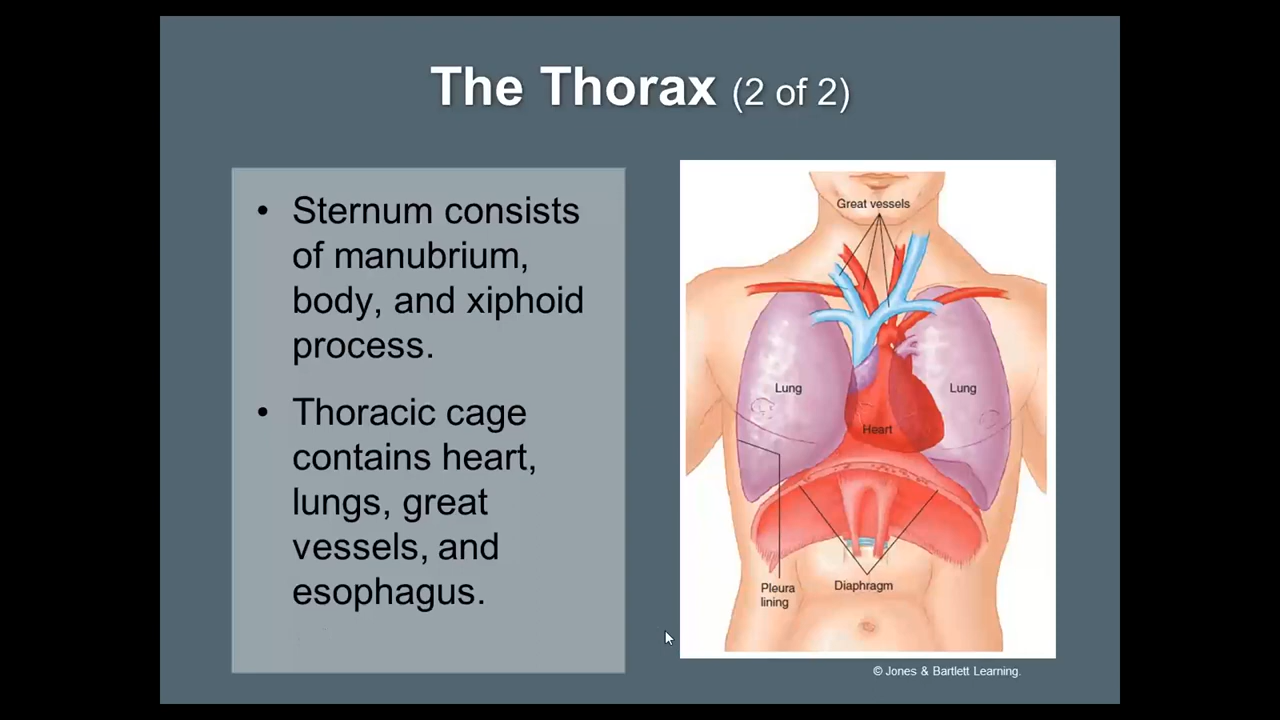 The Thorax (2 of 2)
• Sternum consists
of manubrium,
body, and xiphoid
process.
• Thoracic cage
contains heart,
lungs, great
vessels, and
esophagus.
Great vessels
Lung
Lung
Heart
Pleura
lining
Diaphragm
© Jones & Bartlett Learning.